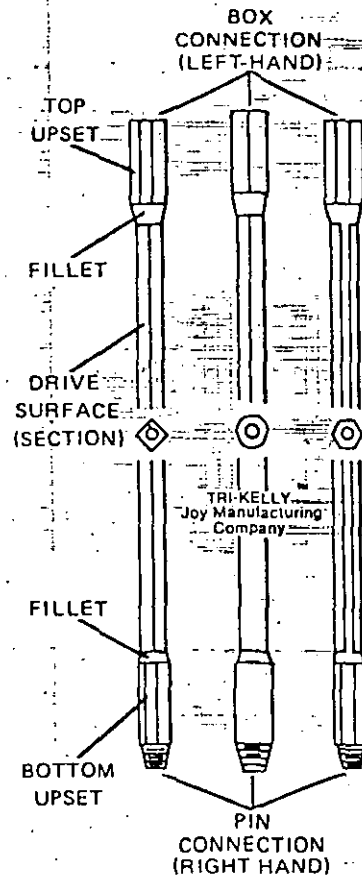 BOX
CONNECTION
(LEFT-HAND)
TOP
UPSET
FILLET
DRIVE
SURFACE
(SECTION)
TRI-KELLY™
Joy Manufacturing
Company
FILLET
BOTTOM
UPSET
PIN
CONNECTION
(RIGHT HAND)